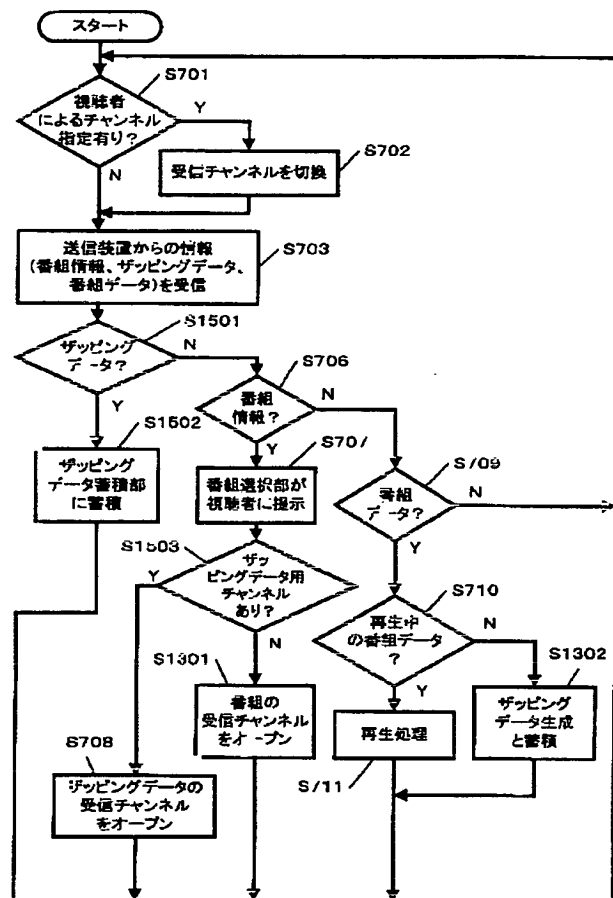 スタート
S701
視聴者
によるチャンネル
指定有り?
Y
N
S702
受信チャンネルを切換
S703
送信装置からの情報
(番組情報、ザッピングデータ、
番組データ)を受信
S1501
ザッピング
データ?
N
Y
S706
番組
情報?
N
Y
S1502
ザッピング
データ蓄積部
に蓄積
S707
番組選択部が
視聴者に提示
S709
番組
データ?
N
Y
S1503
ザッ
ピングデータ用
チャンネル
あり?
Y
N
S710
再生中
の番組データ
?
N
Y
S1301
番組の
受信チャンネル
をオープン
S1302
ザッピング
データ生成
と蓄積
再生処理
S711
S708
ザッピングデータの
受信チャンネル
をオープン